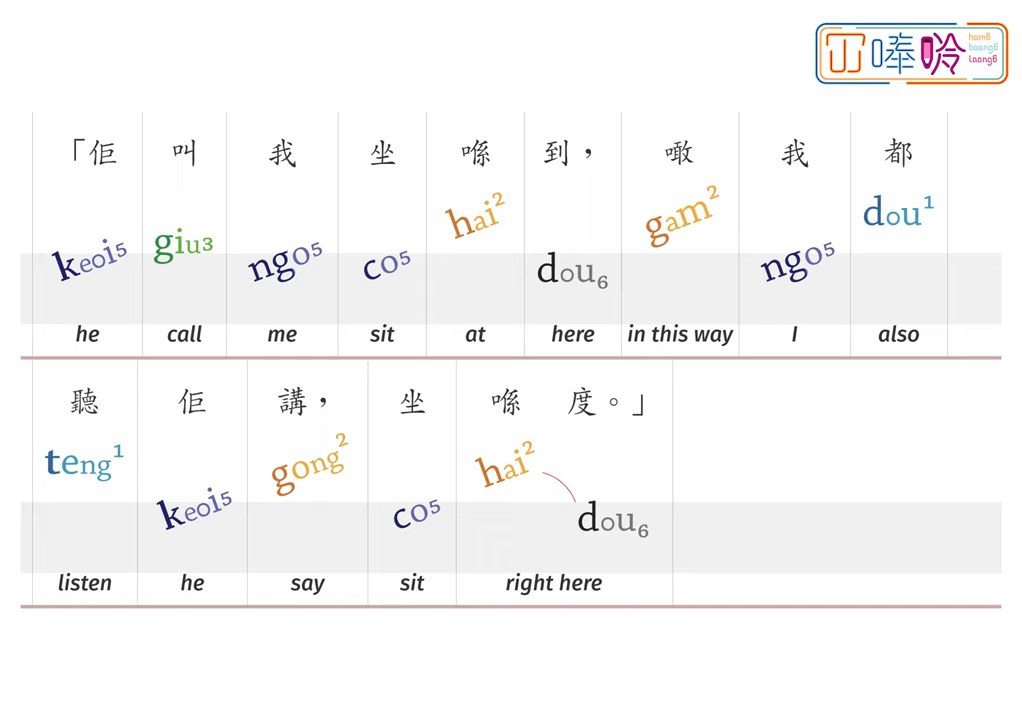 冚唪唥
ham6
baang6
laang6
「佢 叫 我 坐 喺 到， 噉 我 都
keoi5 giu3 ngo5 co5 hai2 dou6 gam2 ngo5 dou1
he call me sit at here in this way I also
聽 佢 講， 坐 喺 度。」
teng1 keoi5 gong2 co5 hai2 dou6
listen he say sit right here